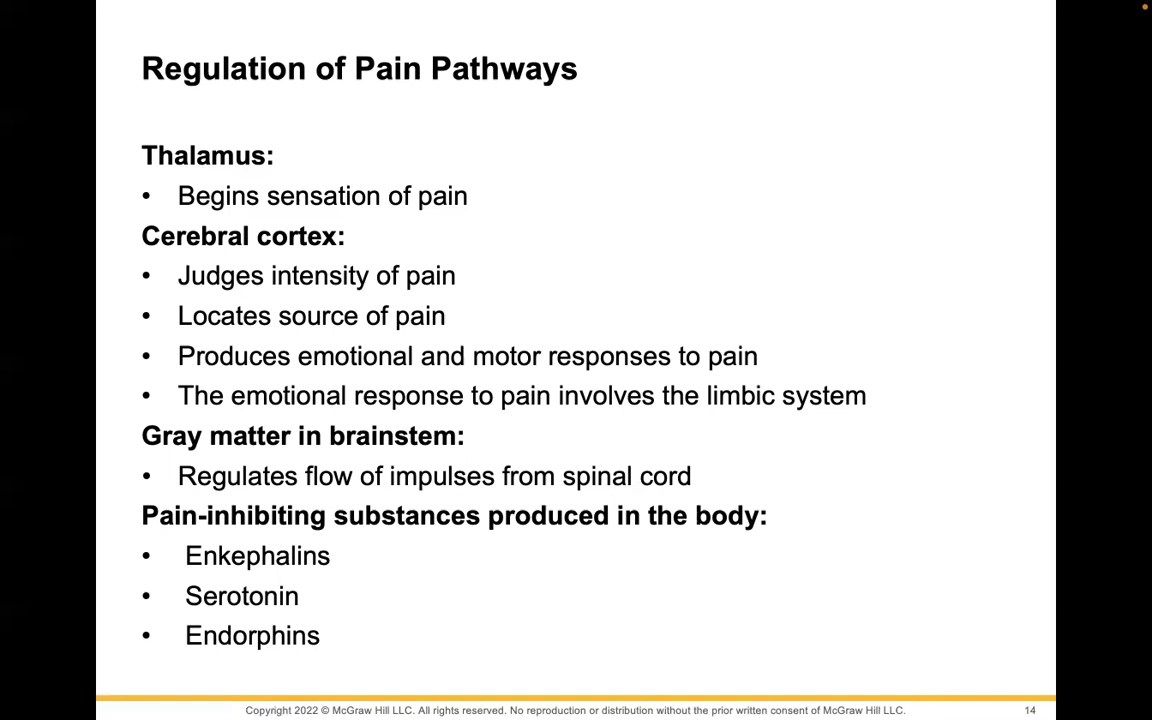 Regulation of Pain Pathways
Thalamus:
• Begins sensation of pain
Cerebral cortex:
• Judges intensity of pain
• Locates source of pain
• Produces emotional and motor responses to pain
• The emotional response to pain involves the limbic system
Gray matter in brainstem:
• Regulates flow of impulses from spinal cord
Pain-inhibiting substances produced in the body:
• Enkephalins
• Serotonin
• Endorphins
Copyright 2022 © McGraw Hill LLC. All rights reserved. No reproduction or distribution without the prior written consent of McGraw Hill LLC. 14